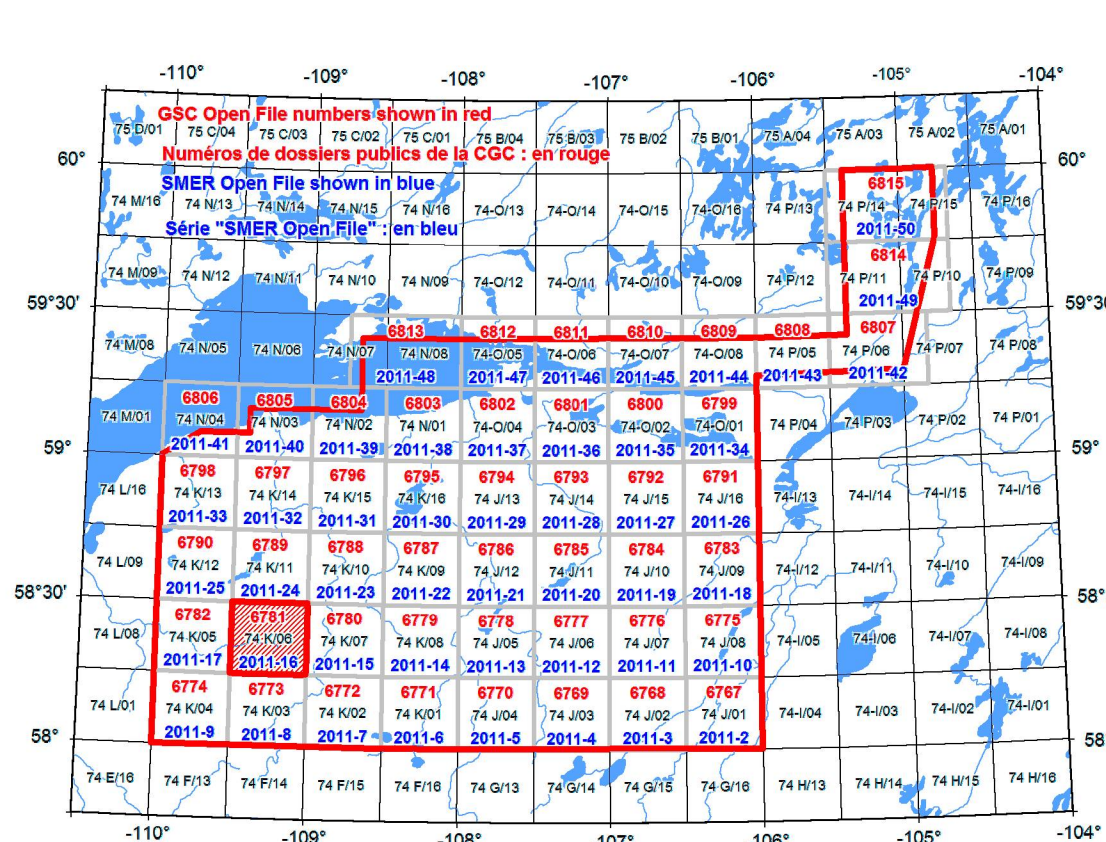 -110° -109° -108° -107° -106° -105° -104°
GSC Open File numbers shown in red
Numéros de dossiers publics de la CGC : en rouge
SMER Open File shown in blue
Série "SMER Open File" : en bleu
75 D/01 75 C/04 75 C/03 75 C/02 75 C/01 75 B/04 75 B/03 75 B/02 75 B/01 75 A/04 75 A/03 75 A/02 75 A/01
60° 60°
6815
74 M/16 74 N/13 74 N/14 74 N/15 74 N/16 74-O/13 74-O/14 74-O/15 74-O/16 74 P/13 74 P/14 74 P/15 74 P/16
2011-50
6814
74 M/09 74 N/12 74 N/11 74 N/10 74 N/09 74-O/12 74-O/11 74-O/10 74-O/09 74 P/12 74 P/11 74 P/10 74 P/09
2011-49
59°30' 59°30
6813 6812 6811 6810 6809 6808 6807
74 M/08 74 N/05 74 N/06 74 N/07 74 N/08 74-O/05 74-O/06 74-O/07 74-O/08 74 P/05 74 P/06 74 P/07 74 P/08
2011-48 2011-47 2011-46 2011-45 2011-44 2011-43 2011-42
6806 6805 6804 6803 6802 6801 6800 6799
74 M/01 74 N/04 74 N/03 74 N/02 74 N/01 74-O/04 74-O/03 74-O/02 74-O/01 74 P/04 74 P/03 74 P/02 74 P/01
2011-41 2011-40 2011-39 2011-38 2011-37 2011-36 2011-35 2011-34
59° 59°
6798 6797 6796 6795 6794 6793 6792 6791
74 L/16 74 K/13 74 K/14 74 K/15 74 K/16 74 J/13 74 J/14 74 J/15 74 J/16 74-I/13 74-I/14 74-I/15 74-I/16
2011-33 2011-32 2011-31 2011-30 2011-29 2011-28 2011-27 2011-26
6790 6789 6788 6787 6786 6785 6784 6783
74 L/09 74 K/12 74 K/11 74 K/10 74 K/09 74 J/12 74 J/11 74 J/10 74 J/09 74-I/12 74-I/11 74-I/10 74-I/09
2011-25 2011-24 2011-23 2011-22 2011-21 2011-20 2011-19 2011-18
58°30' 58°
6782 6781 6780 6779 6778 6777 6776 6775
74 L/08 74 K/05 74 K/06 74 K/07 74 K/08 74 J/05 74 J/06 74 J/07 74 J/08 74-I/05 74-I/06 74-I/07 74-I/08
2011-17 2011-16 2011-15 2011-14 2011-13 2011-12 2011-11 2011-10
6774 6773 6772 6771 6770 6769 6768 6767
74 L/01 74 K/04 74 K/03 74 K/02 74 K/01 74 J/04 74 J/03 74 J/02 74 J/01 74-I/04 74-I/03 74-I/02 74-I/01
2011-9 2011-8 2011-7 2011-6 2011-5 2011-4 2011-3 2011-2
58° 58
74 E/16 74 F/13 74 F/14 74 F/15 74 F/16 74 G/13 74 G/14 74 G/15 74 G/16 74 H/13 74 H/14 74 H/15 74 H/16
-110° -109° -108° -107° -106° -105° -104°